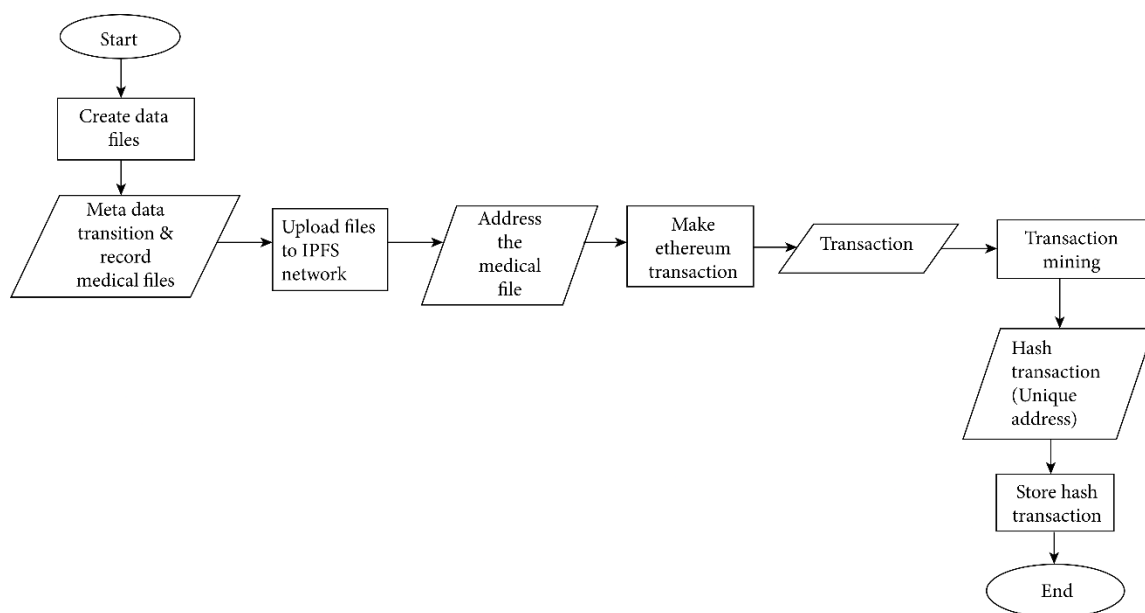 Start
Create data
files
Meta data
transition &
record
medical files
Upload files
to IPFS
network
Address
the
medical
file
Make
ethereum
transaction
Transaction
Transaction
mining
Hash
transaction
(Unique
address)
Store hash
transaction
End